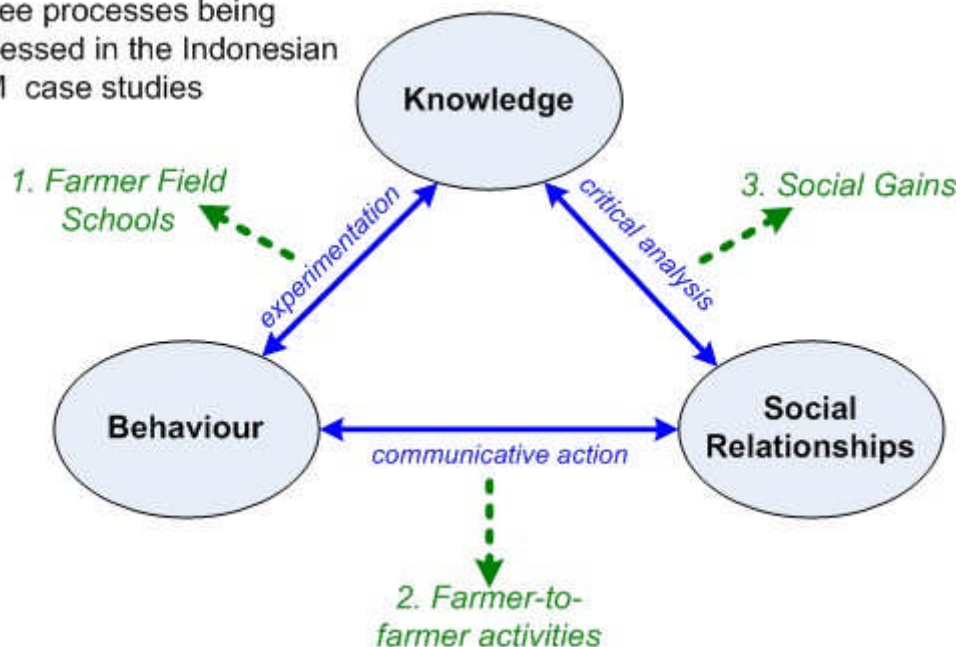 ee processes being
essed in the Indonesian
case studies
Knowledge
1. Farmer Field
Schools
experimentation
critical analysis
3. Social Gains
Behaviour
communicative action
Social
Relationships
2. Farmer-to-
farmer activities